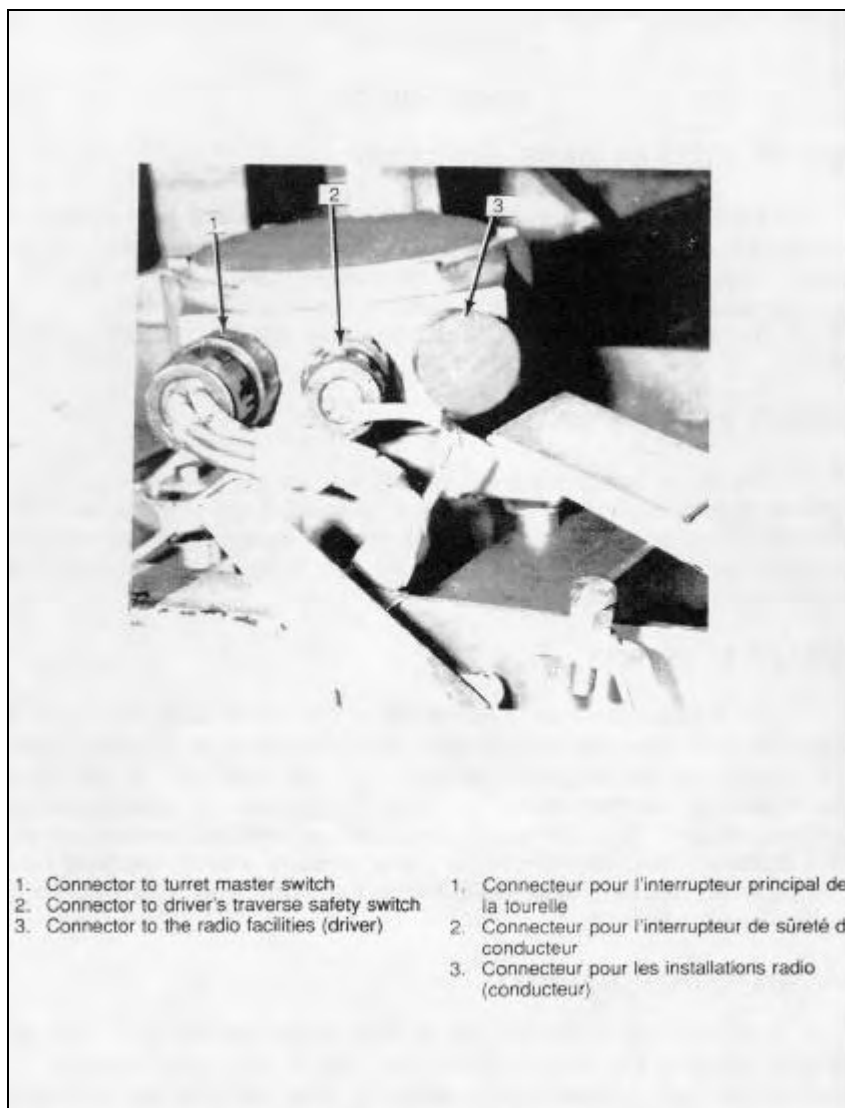 1
2
3
1. Connector to turret master switch
2. Connector to driver's traverse safety switch
3. Connector to the radio facilities (driver)
1. Connecteur pour l'interrupteur principal de
la tourelle
2. Connecteur pour l'interrupteur de sûreté d
conducteur
3. Connecteur pour les installations radio
(conducteur)